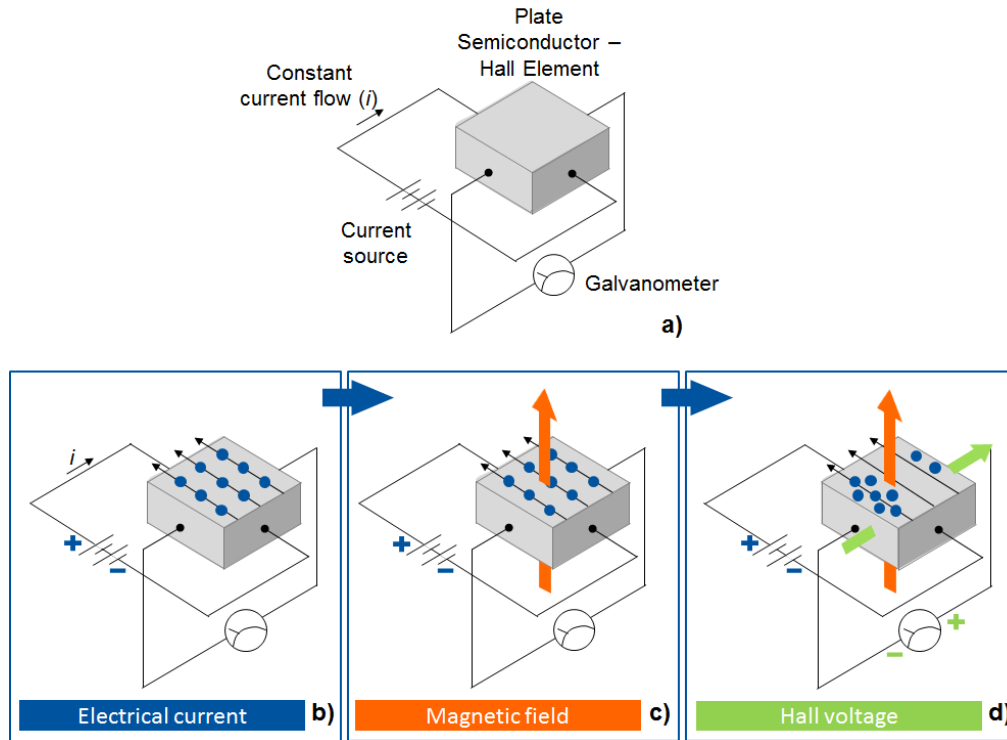 Plate
Semiconductor –
Hall Element
Constant
current flow (i)
Current
source
Galvanometer
a)
i
+
–
Electrical current
b)
+
–
Magnetic field
c)
+
–
+
–
Hall voltage
d)